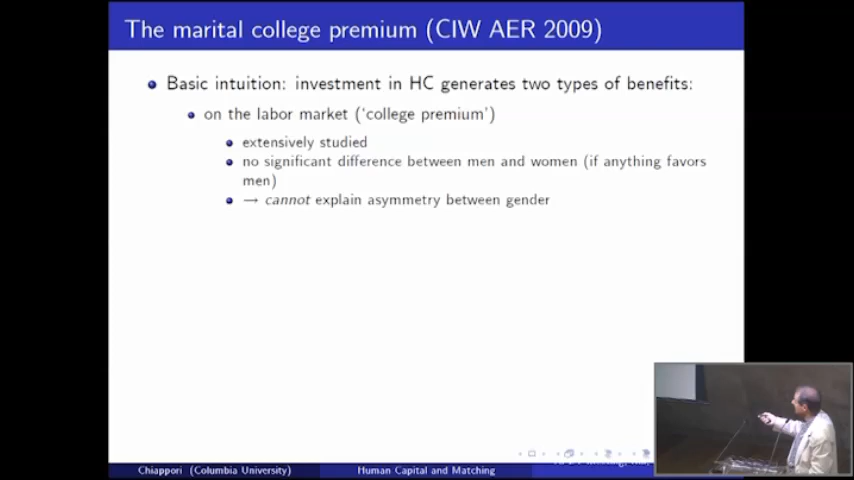 The marital college premium (CIW AER 2009)
Basic intuition: investment in HC generates two types of benefits:
on the labor market (‘college premium’)
extensively studied
no significant difference between men and women (if anything favors
men)
→ cannot explain asymmetry between gender
Chiappori (Columbia University)
Human Capital and Matching